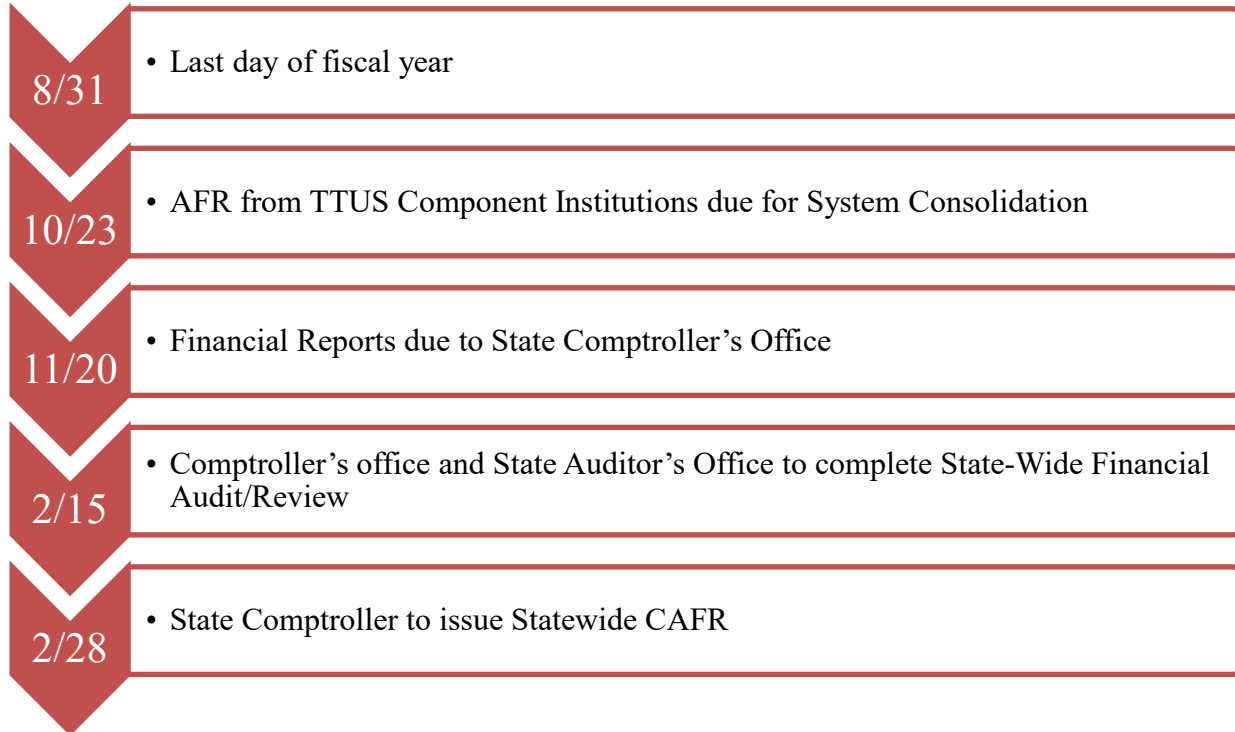 8/31
• Last day of fiscal year
10/23
• AFR from TTUS Component Institutions due for System Consolidation
11/20
• Financial Reports due to State Comptroller’s Office
2/15
• Comptroller’s office and State Auditor’s Office to complete State-Wide Financial
Audit/Review
2/28
• State Comptroller to issue Statewide CAFR